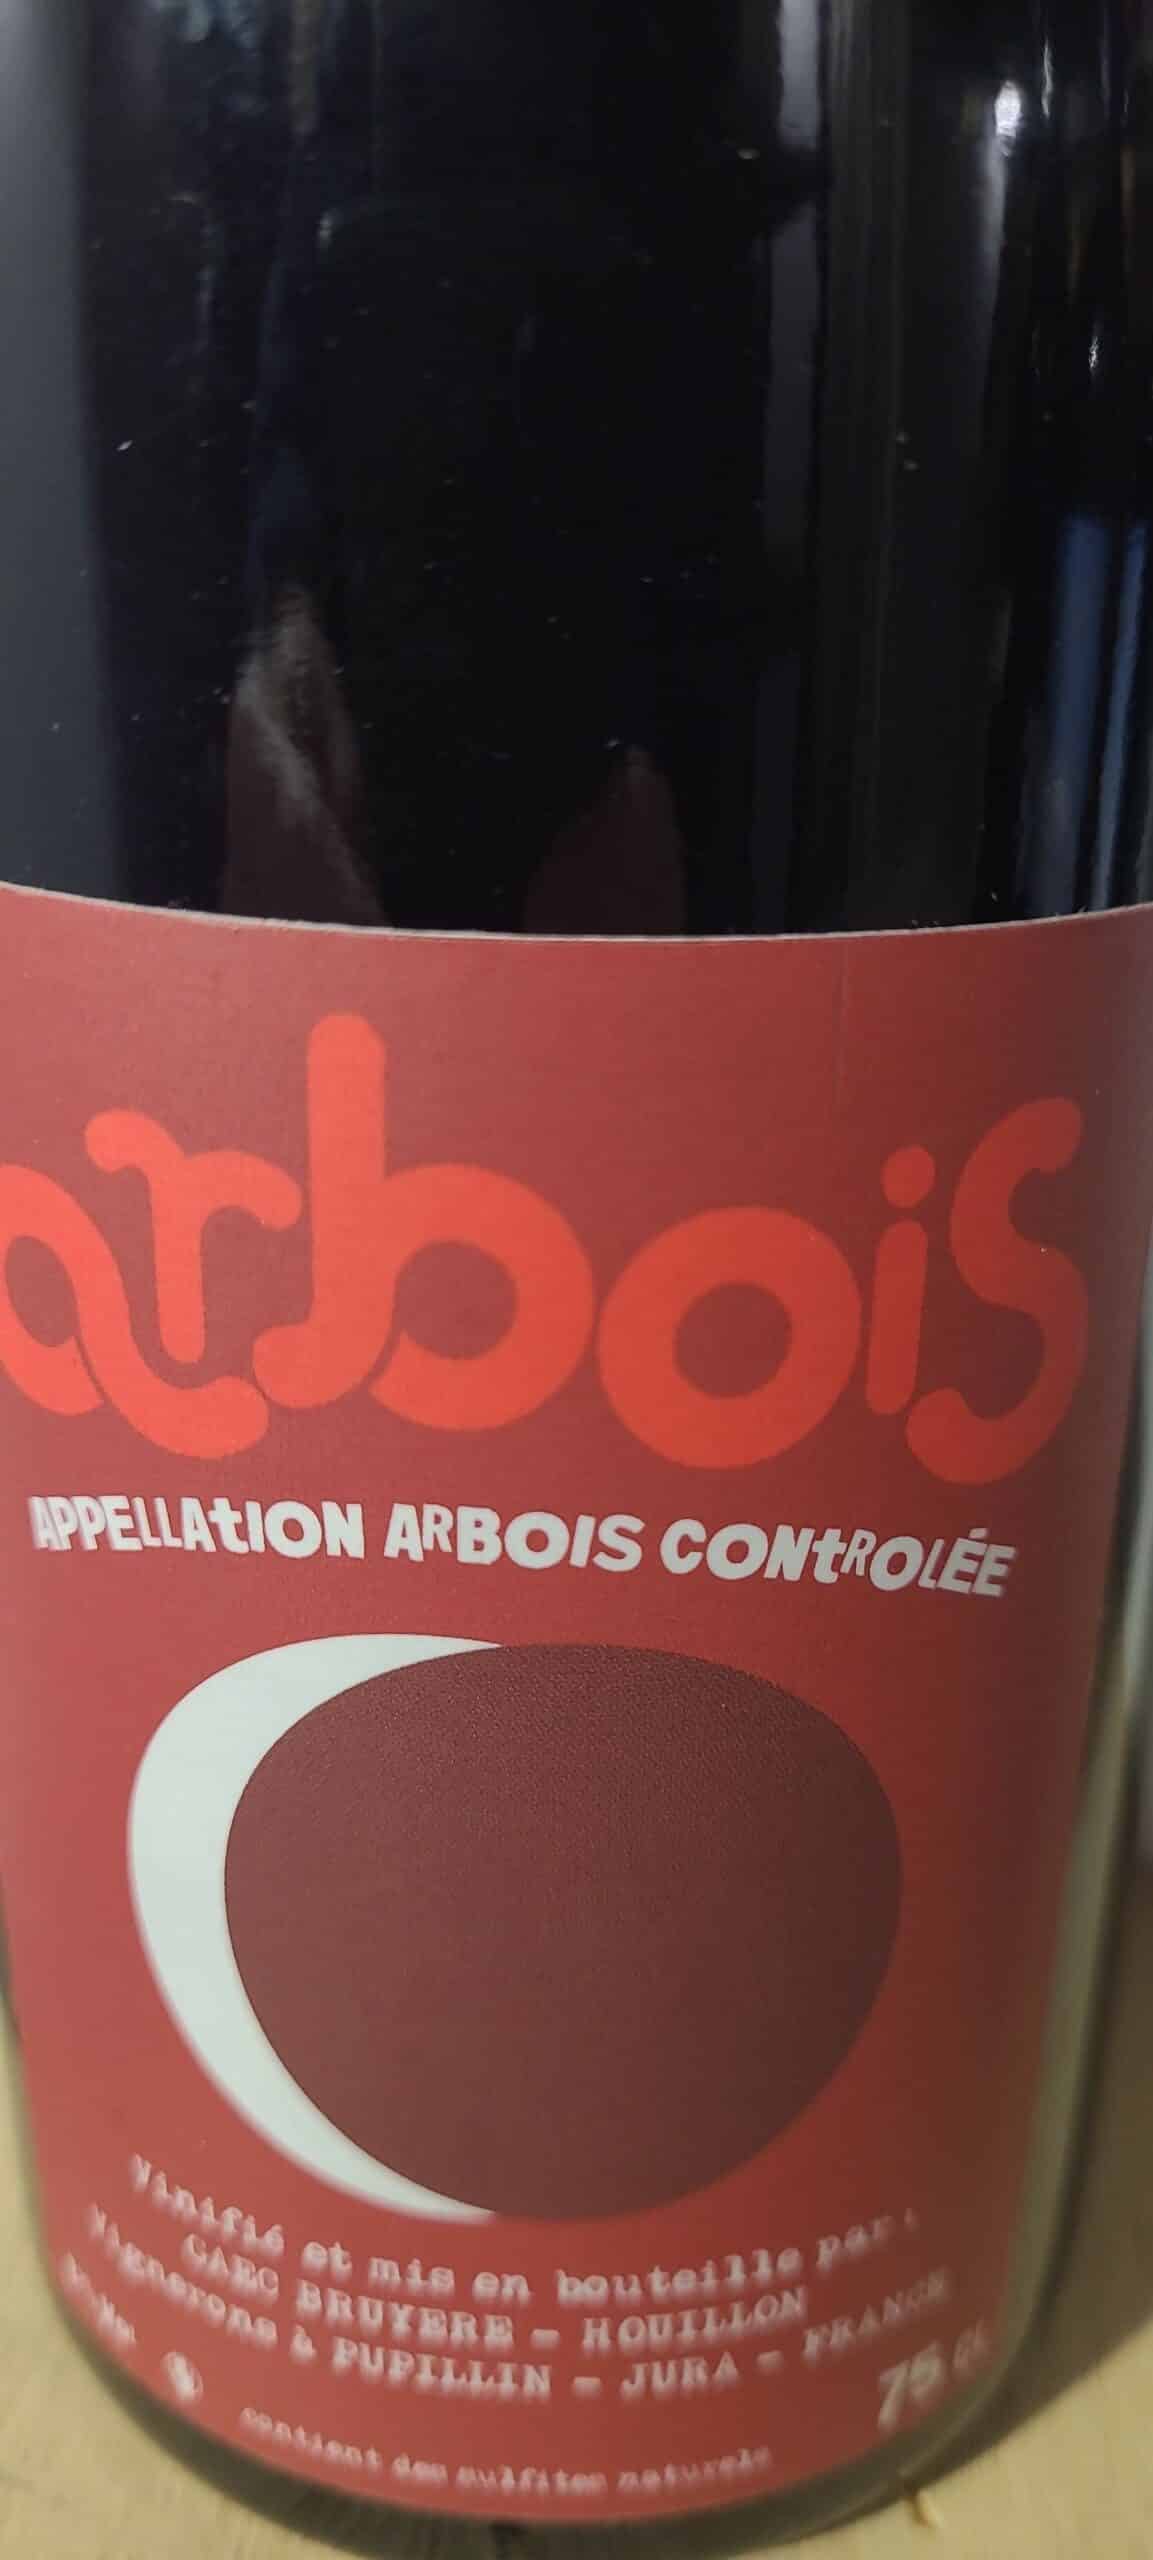 arbois
APPELLATION ARBOIS CONTROLÉE
Vinifié et mis en bouteille par :
GAEC BRUYERE - HOUILLON
Vignerons à PUPILLIN - JURA - FRANCE
75 CL
contient des sulfites naturels